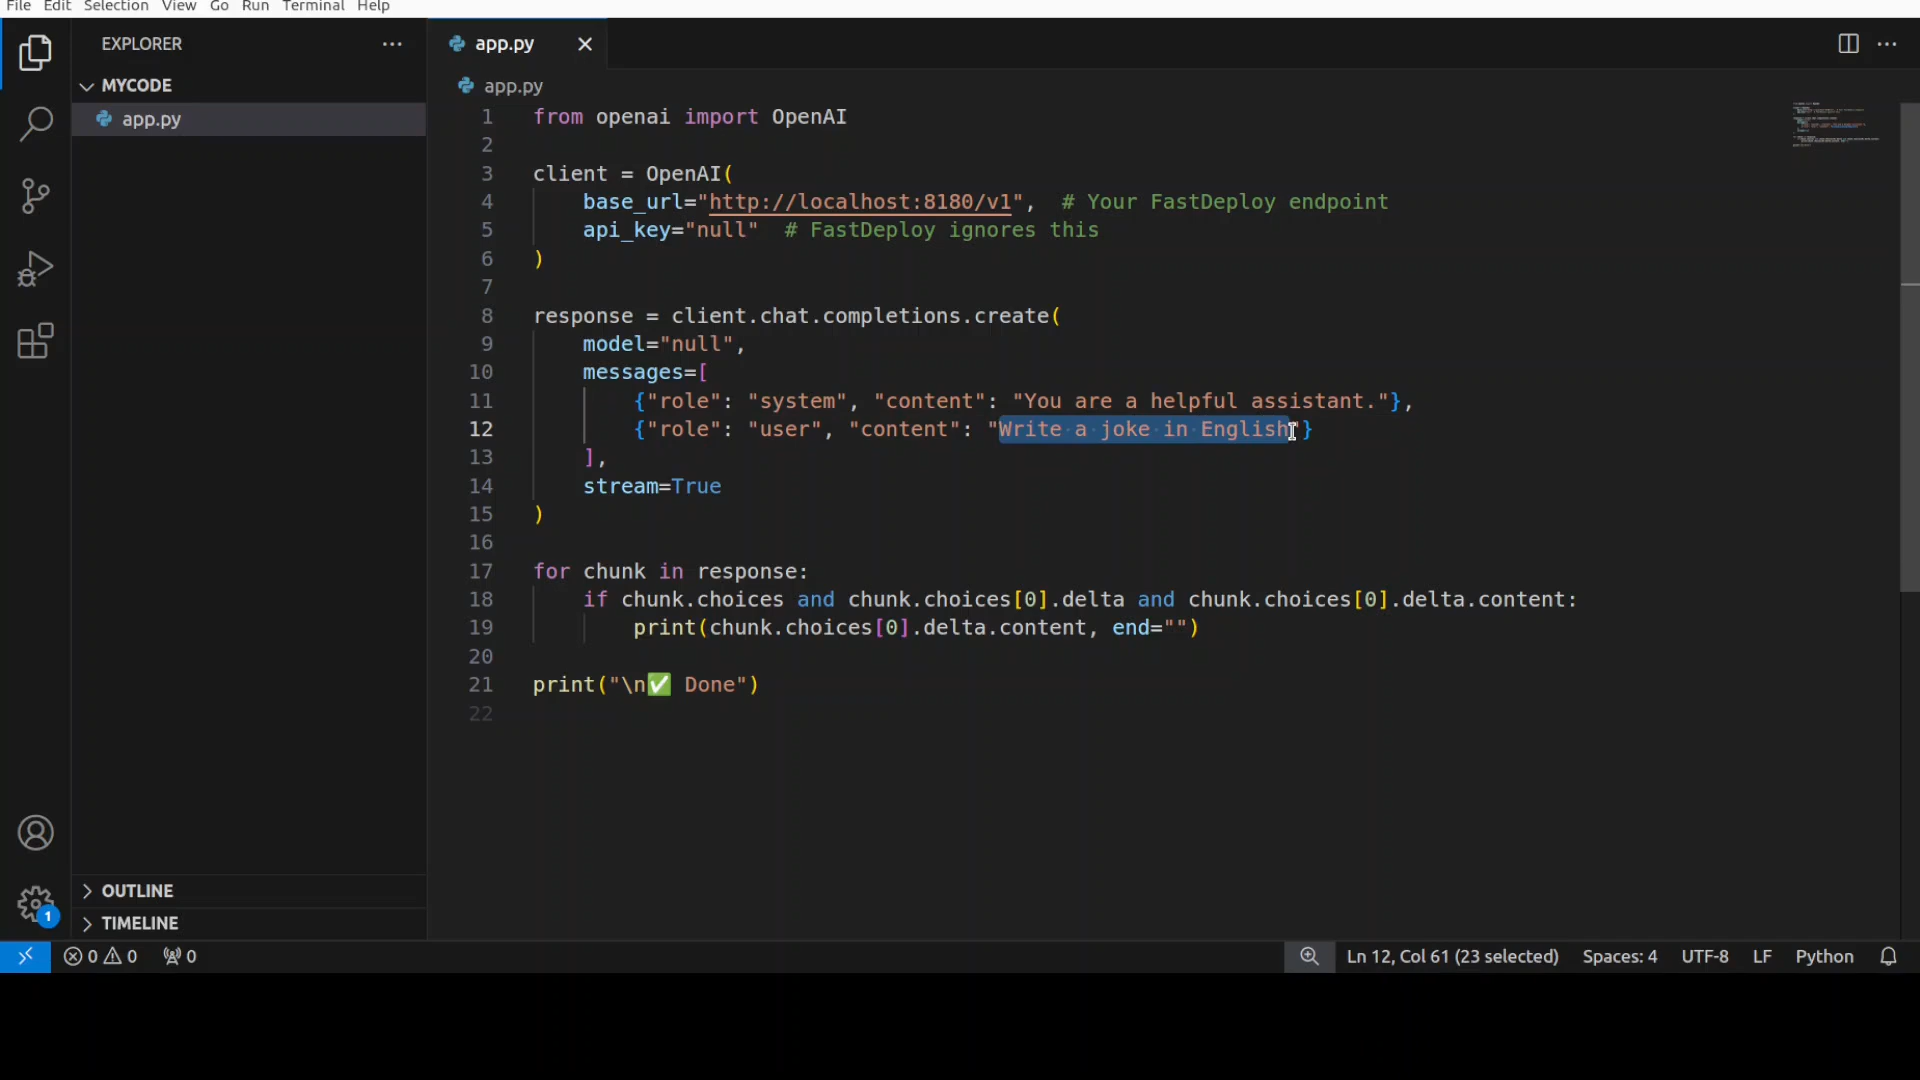 File Edit Selection View Go Run Terminal Help
EXPLORER
MYCODE
app.py
OUTLINE
TIMELINE
app.py
app.py
1 from openai import OpenAI
2
3 client = OpenAI(
4     base_url="http://localhost:8180/v1",  # Your FastDeploy endpoint
5     api_key="null"  # FastDeploy ignores this
6 )
7
8 response = client.chat.completions.create(
9     model="null",
10     messages=[
11         {"role": "system", "content": "You are a helpful assistant."},
12         {"role": "user", "content": "Write a joke in English"}
13     ],
14     stream=True
15 )
16
17 for chunk in response:
18     if chunk.choices and chunk.choices[0].delta and chunk.choices[0].delta.content:
19         print(chunk.choices[0].delta.content, end="")
20
21 print("\n✅ Done")
22
1
0 0 0 Ln 12, Col 61 (23 selected) Spaces: 4 UTF-8 LF Python